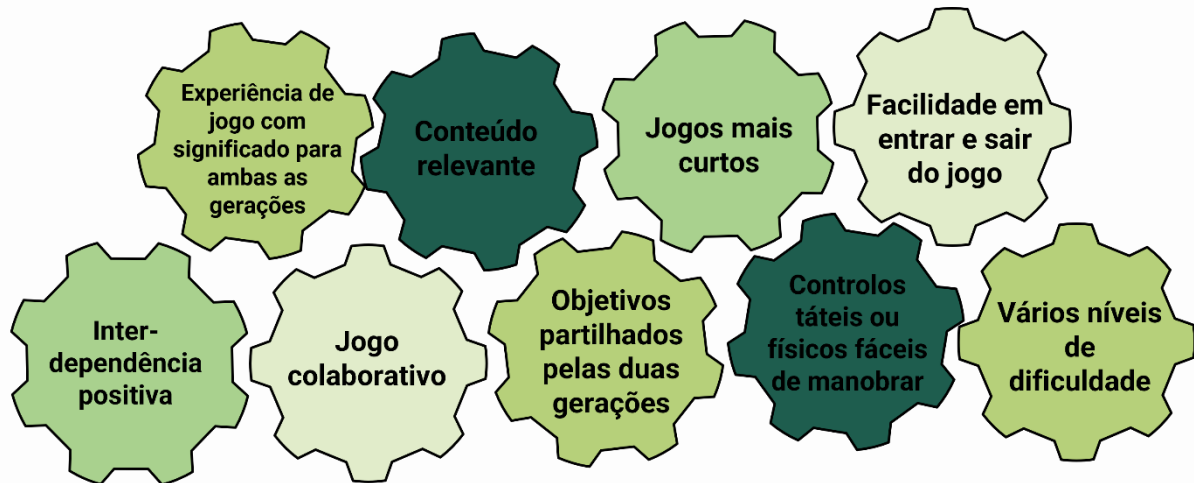 Experiência de
jogo com
significado para
ambas as
gerações
Conteúdo
relevante
Jogos mais
curtos
Facilidade em
entrar e sair
do jogo
Inter-
dependência
positiva
Jogo
colaborativo
Objetivos
partilhados
pelas duas
gerações
Controlos
táteis ou
físicos fáceis
de manobrar
Vários níveis
de
dificuldade